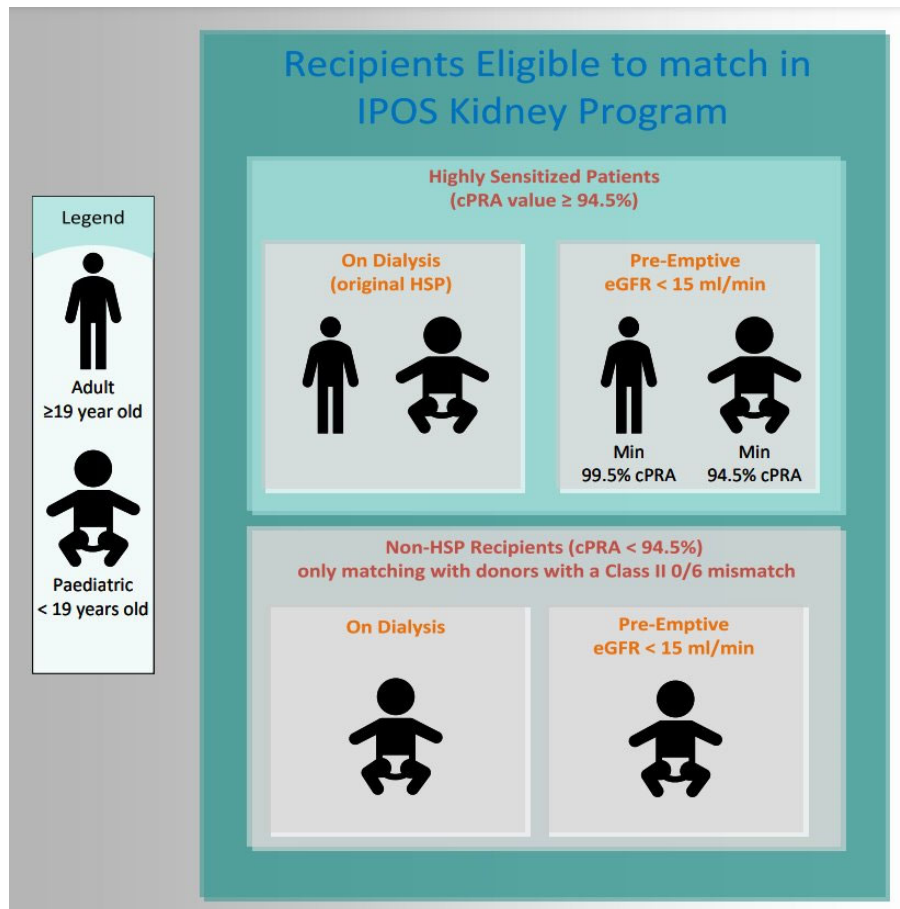 Recipients Eligible to match in
IPOS Kidney Program
Legend
Adult
≥19 year old
Paediatric
< 19 years old
Highly Sensitized Patients
(cPRA value ≥ 94.5%)
On Dialysis
(original HSP)
Pre-Emptive
eGFR < 15 ml/min
Min
99.5% cPRA
Min
94.5% cPRA
Non-HSP Recipients (cPRA < 94.5%)
only matching with donors with a Class II 0/6 mismatch
On Dialysis
Pre-Emptive
eGFR < 15 ml/min